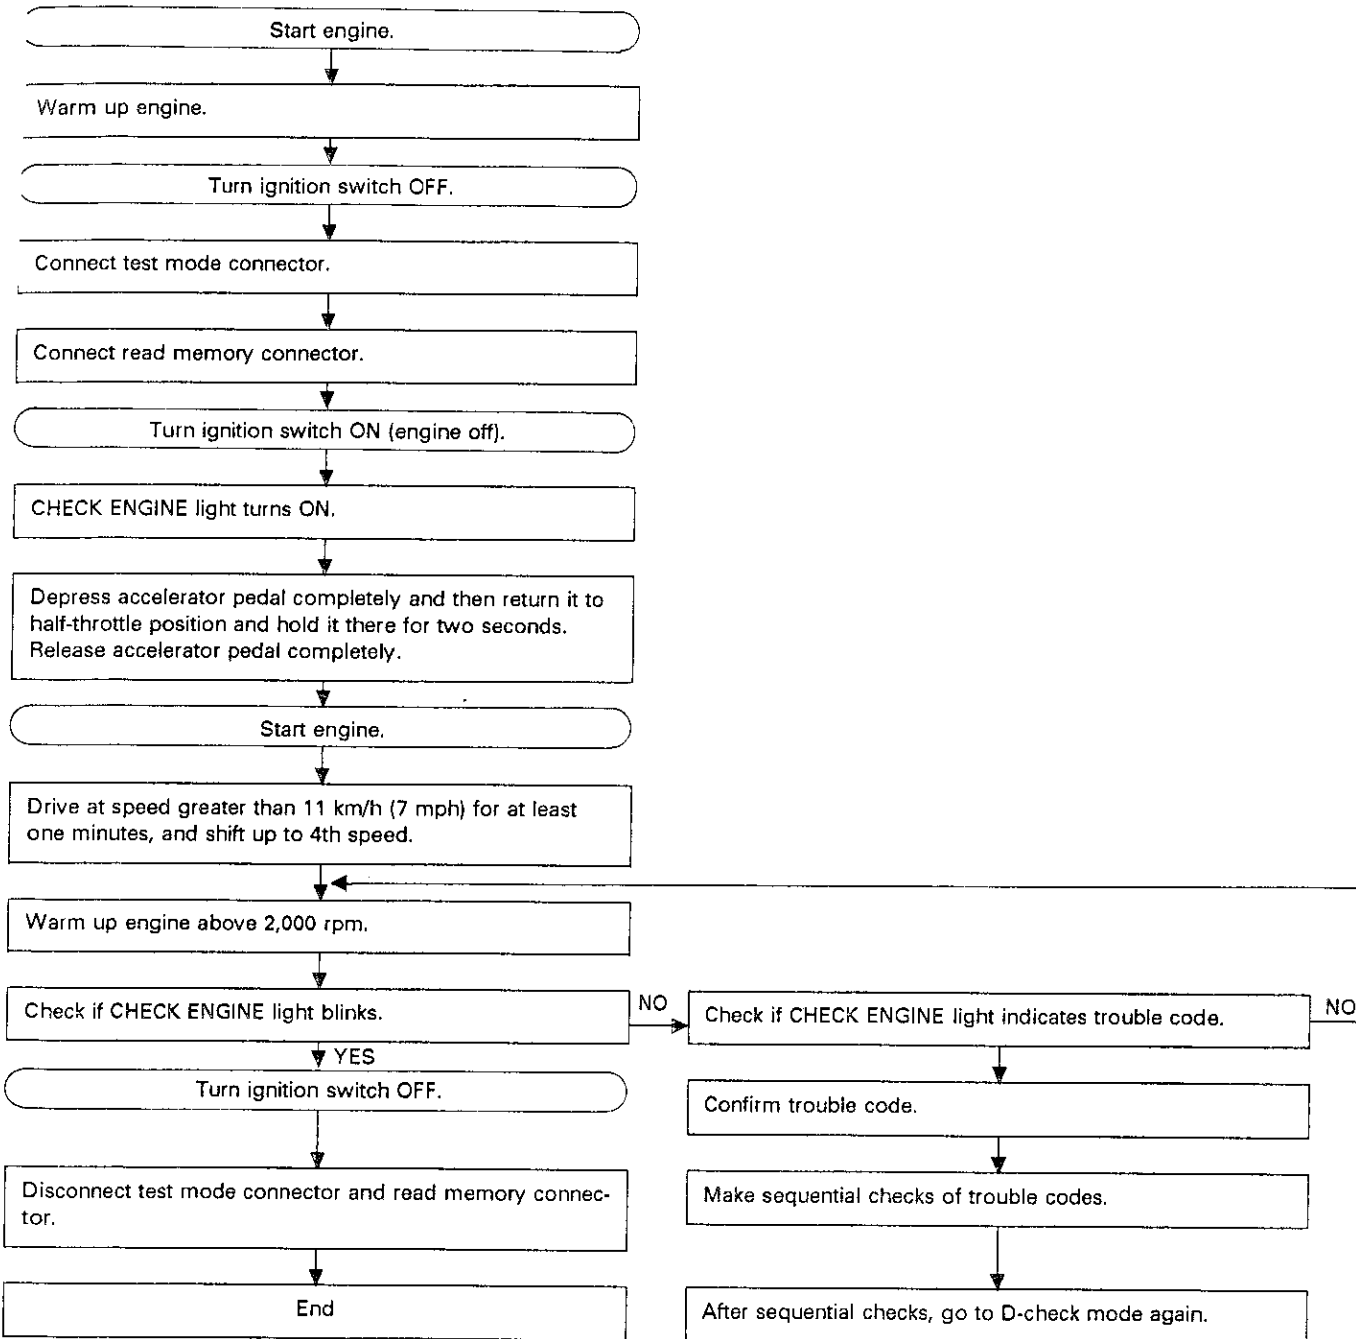 Start engine.
Warm up engine.
Turn ignition switch OFF.
Connect test mode connector.
Connect read memory connector.
Turn ignition switch ON (engine off).
CHECK ENGINE light turns ON.
Depress accelerator pedal completely and then return it to
half-throttle position and hold it there for two seconds.
Release accelerator pedal completely.
Start engine.
Drive at speed greater than 11 km/h (7 mph) for at least
one minutes, and shift up to 4th speed.
Warm up engine above 2,000 rpm.
Check if CHECK ENGINE light blinks.
NO
YES
Turn ignition switch OFF.
Disconnect test mode connector and read memory connec-
tor.
End
Check if CHECK ENGINE light indicates trouble code.
NO
Confirm trouble code.
Make sequential checks of trouble codes.
After sequential checks, go to D-check mode again.